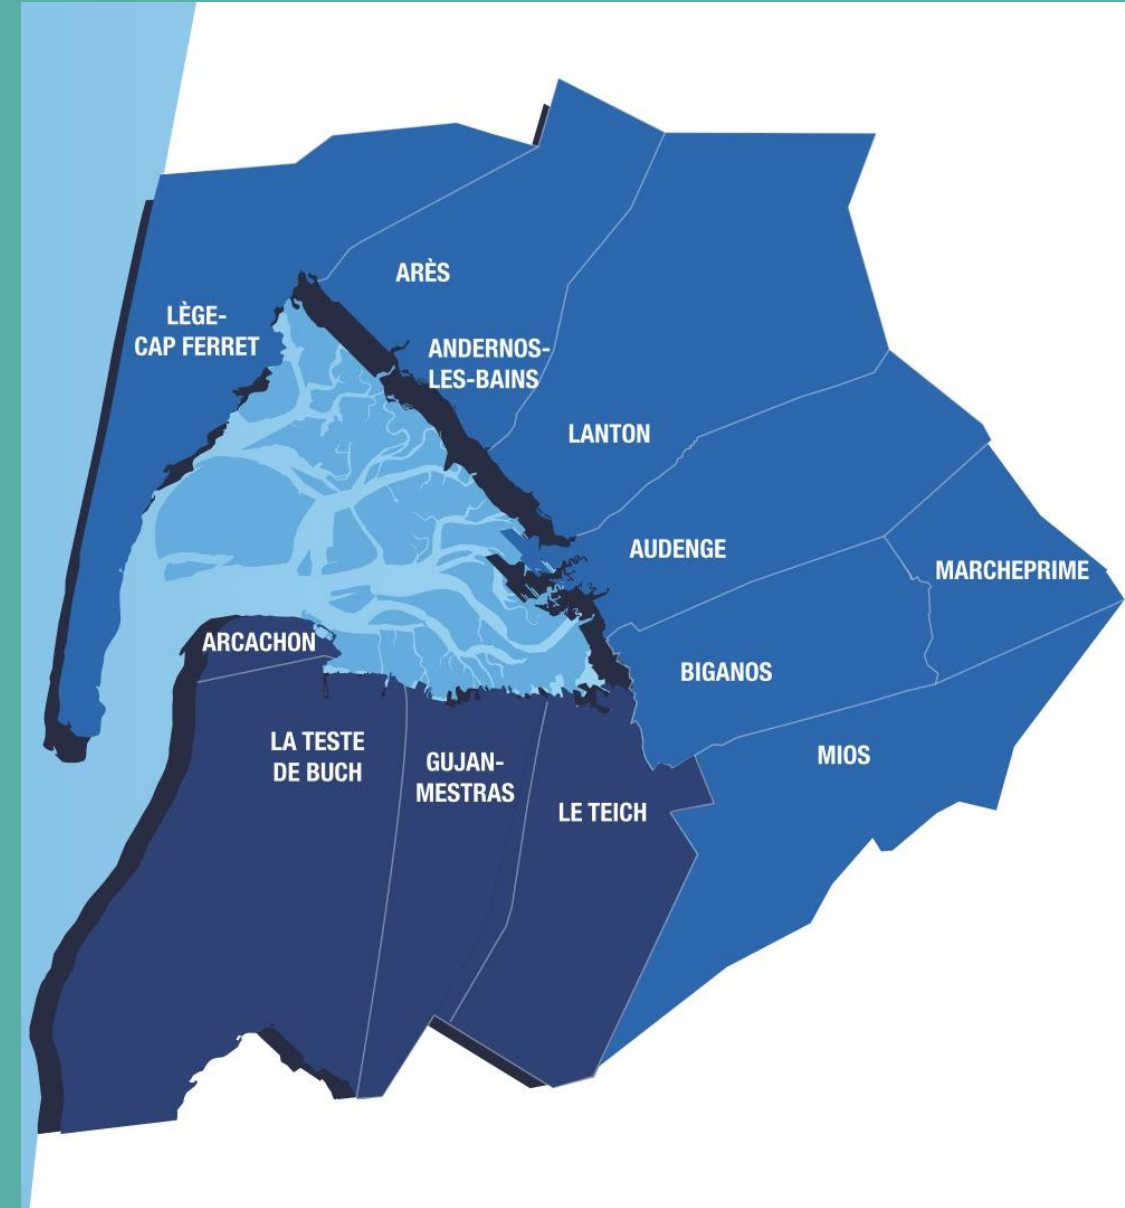 ARÈS
LÈGE-
CAP FERRET
ANDERNOS-
LES-BAINS
LANTON
AUDENGE
MARCHEPRIME
ARCACHON
BIGANOS
LA TESTE
DE BUCH
GUJAN-
MESTRAS
MIOS
LE TEICH